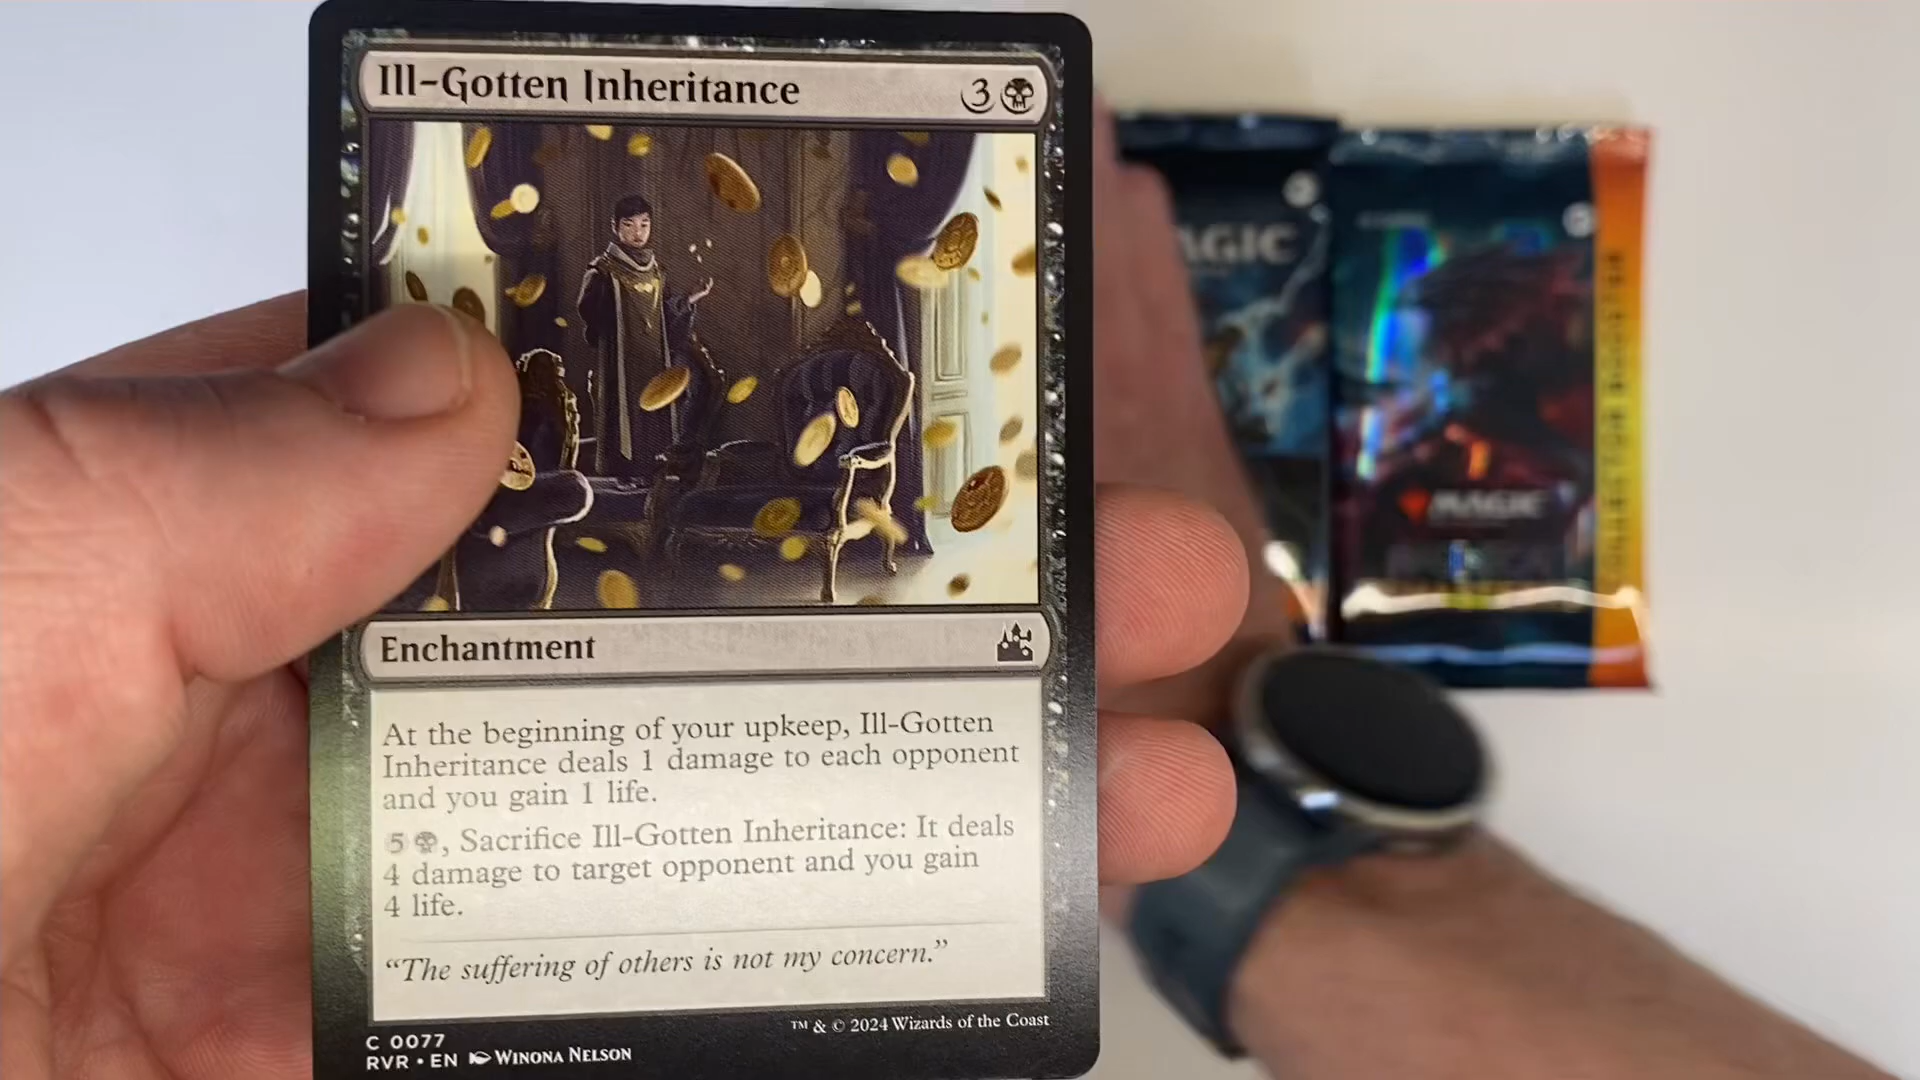 Ill-Gotten Inheritance 3
Enchantment
At the beginning of your upkeep, Ill-Gotten
Inheritance deals 1 damage to each opponent
and you gain 1 life.
5 , Sacrifice Ill-Gotten Inheritance: It deals
4 damage to target opponent and you gain
4 life.
“The suffering of others is not my concern.”
C 0077
RVR • EN WINONA NELSON
™ & © 2024 Wizards of the Coast
AGIC
MAGIC
COLLECTOR BOOSTER